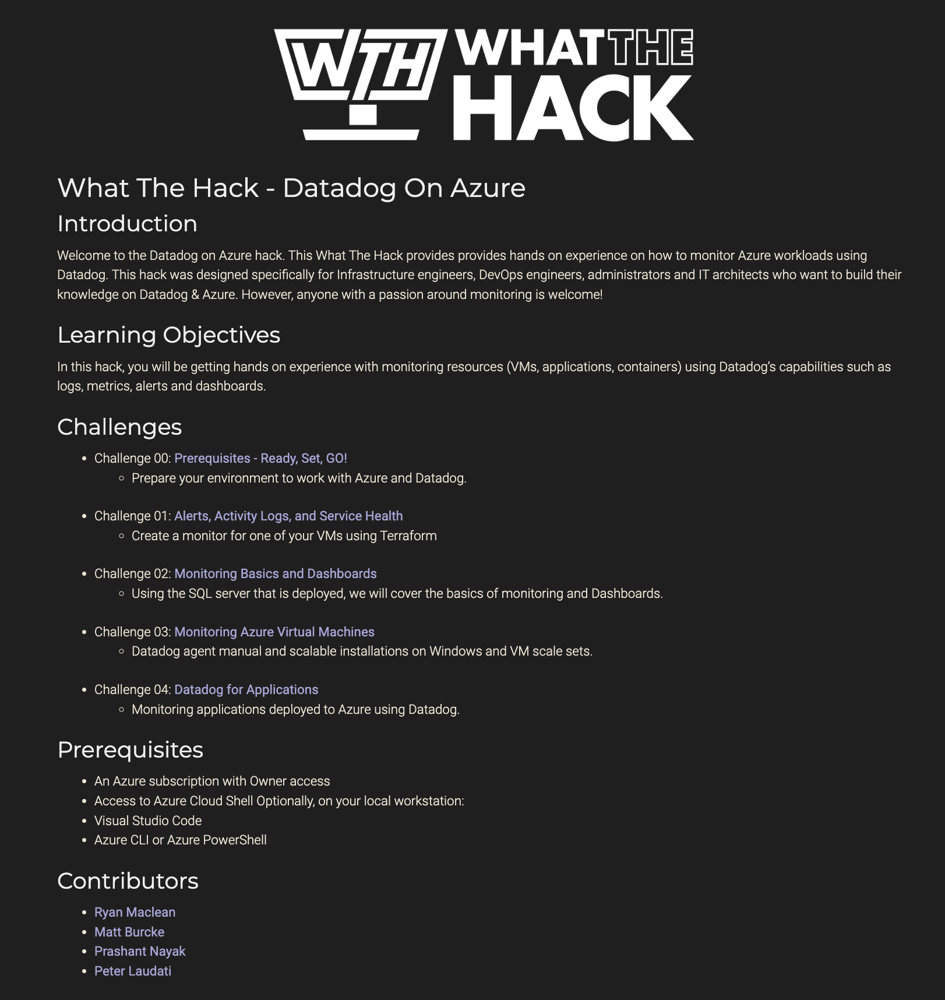 WTH WHAT THE
HACK
What The Hack - Datadog On Azure
Introduction
Welcome to the Datadog on Azure hack. This What The Hack provides provides hands on experience on how to monitor Azure workloads using
Datadog. This hack was designed specifically for Infrastructure engineers, DevOps engineers, administrators and IT architects who want to build their
knowledge on Datadog & Azure. However, anyone with a passion around monitoring is welcome!
Learning Objectives
In this hack, you will be getting hands on experience with monitoring resources (VMs, applications, containers) using Datadog’s capabilities such as
logs, metrics, alerts and dashboards.
Challenges
• Challenge 00: Prerequisites - Ready, Set, GO!
◦ Prepare your environment to work with Azure and Datadog.
• Challenge 01: Alerts, Activity Logs, and Service Health
◦ Create a monitor for one of your VMs using Terraform
• Challenge 02: Monitoring Basics and Dashboards
◦ Using the SQL server that is deployed, we will cover the basics of monitoring and Dashboards.
• Challenge 03: Monitoring Azure Virtual Machines
◦ Datadog agent manual and scalable installations on Windows and VM scale sets.
• Challenge 04: Datadog for Applications
◦ Monitoring applications deployed to Azure using Datadog.
Prerequisites
• An Azure subscription with Owner access
• Access to Azure Cloud Shell Optionally, on your local workstation:
• Visual Studio Code
• Azure CLI or Azure PowerShell
Contributors
• Ryan Maclean
• Matt Burcke
• Prashant Nayak
• Peter Laudati